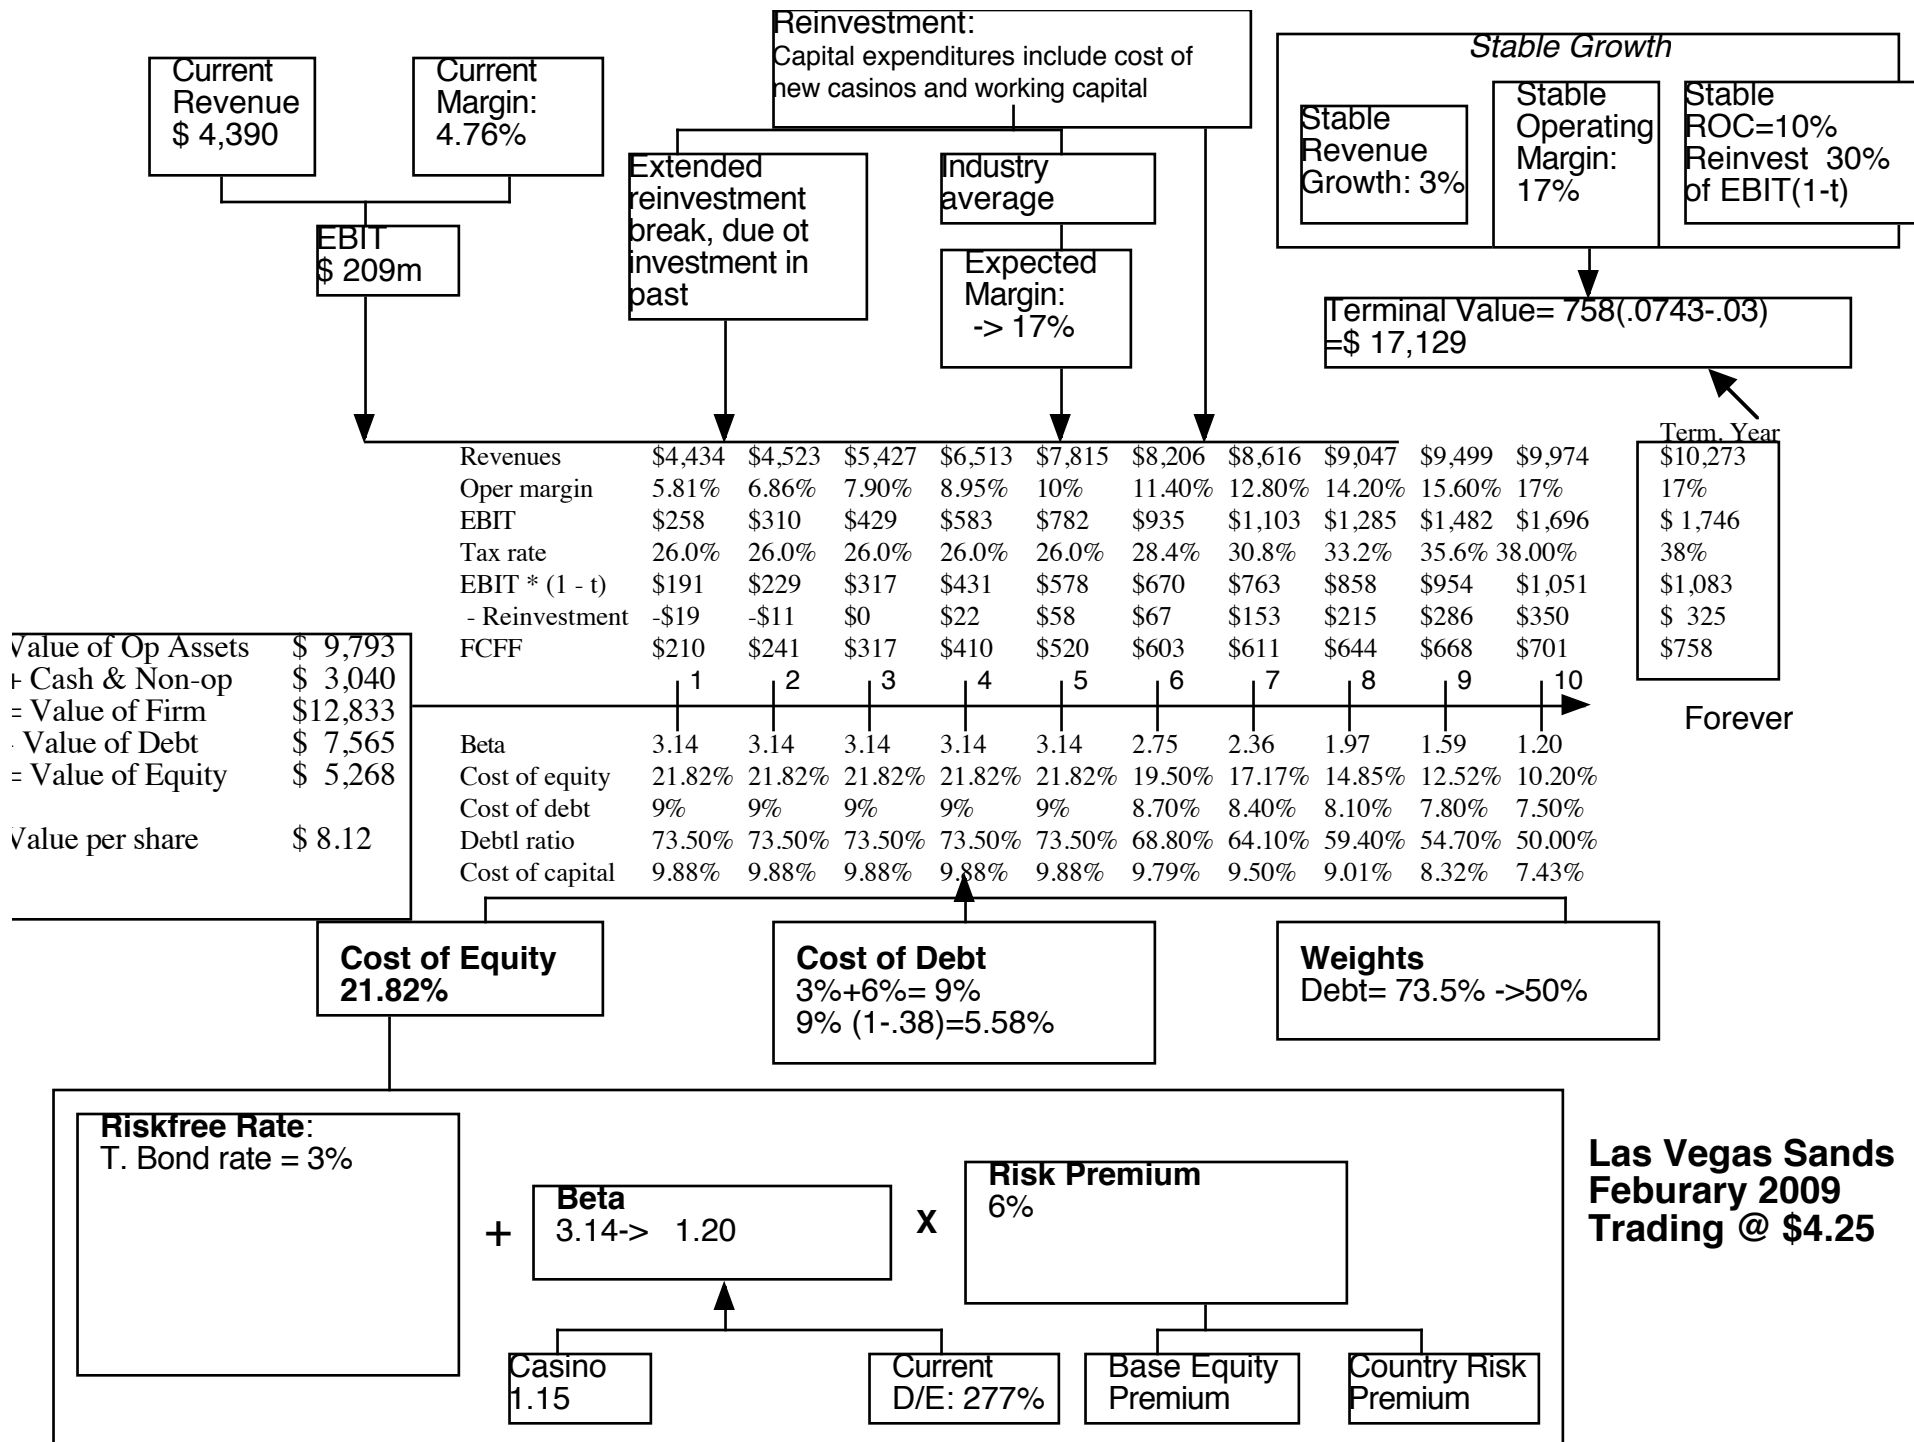 Reinvestment:
Capital expenditures include cost of
new casinos and working capital
Stable Growth
Current
Revenue
$ 4,390
Current
Margin:
4.76%
Stable
Revenue
Growth: 3%
Stable
Operating
Margin:
17%
Stable
ROC=10%
Reinvest 30%
of EBIT(1-t)
Extended
reinvestment
break, due ot
investment in
past
Industry
average
EBIT
$ 209m
Expected
Margin:
-> 17%
Terminal Value= 758(.0743-.03)
=$ 17,129
Term. Year
Revenues $4,434 $4,523 $5,427 $6,513 $7,815 $8,206 $8,616 $9,047 $9,499 $9,974 $10,273
Oper margin 5.81% 6.86% 7.90% 8.95% 10% 11.40% 12.80% 14.20% 15.60% 17% 17%
EBIT $258 $310 $429 $583 $782 $935 $1,103 $1,285 $1,482 $1,696 $ 1,746
Tax rate 26.0% 26.0% 26.0% 26.0% 26.0% 28.4% 30.8% 33.2% 35.6% 38.00% 38%
EBIT * (1 - t) $191 $229 $317 $431 $578 $670 $763 $858 $954 $1,051 $1,083
- Reinvestment -$19 -$11 $0 $22 $58 $67 $153 $215 $286 $350 $ 325
FCFF $210 $241 $317 $410 $520 $603 $611 $644 $668 $701 $758
1 2 3 4 5 6 7 8 9 10
Forever
Value of Op Assets $ 9,793
+ Cash & Non-op $ 3,040
= Value of Firm $12,833
- Value of Debt $ 7,565
= Value of Equity $ 5,268
Value per share $ 8.12
Beta 3.14 3.14 3.14 3.14 3.14 2.75 2.36 1.97 1.59 1.20
Cost of equity 21.82% 21.82% 21.82% 21.82% 21.82% 19.50% 17.17% 14.85% 12.52% 10.20%
Cost of debt 9% 9% 9% 9% 9% 8.70% 8.40% 8.10% 7.80% 7.50%
Debtl ratio 73.50% 73.50% 73.50% 73.50% 73.50% 68.80% 64.10% 59.40% 54.70% 50.00%
Cost of capital 9.88% 9.88% 9.88% 9.88% 9.88% 9.79% 9.50% 9.01% 8.32% 7.43%
Cost of Equity
21.82%
Cost of Debt
3%+6%= 9%
9% (1-.38)=5.58%
Weights
Debt= 73.5% ->50%
Riskfree Rate:
T. Bond rate = 3%
+
Beta
3.14-> 1.20
X
Risk Premium
6%
Las Vegas Sands
Feburary 2009
Trading @ $4.25
Casino
1.15
Current
D/E: 277%
Base Equity
Premium
Country Risk
Premium